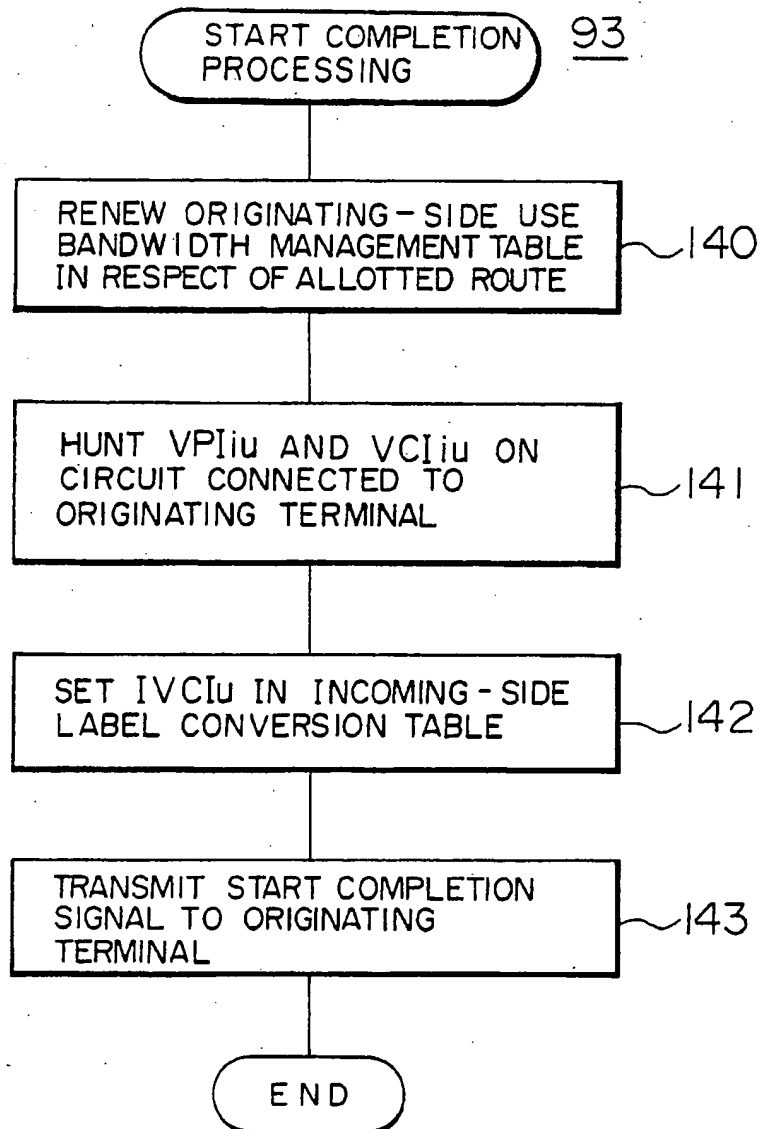 START COMPLETION
PROCESSING
93
RENEW ORIGINATING-SIDE USE
BANDWIDTH MANAGEMENT TABLE
IN RESPECT OF ALLOTTED ROUTE
140
HUNT VPIiu AND VCIiu ON
CIRCUIT CONNECTED TO
ORIGINATING TERMINAL
141
SET IVCIu IN INCOMING-SIDE
LABEL CONVERSION TABLE
142
TRANSMIT START COMPLETION
SIGNAL TO ORIGINATING
TERMINAL
143
END